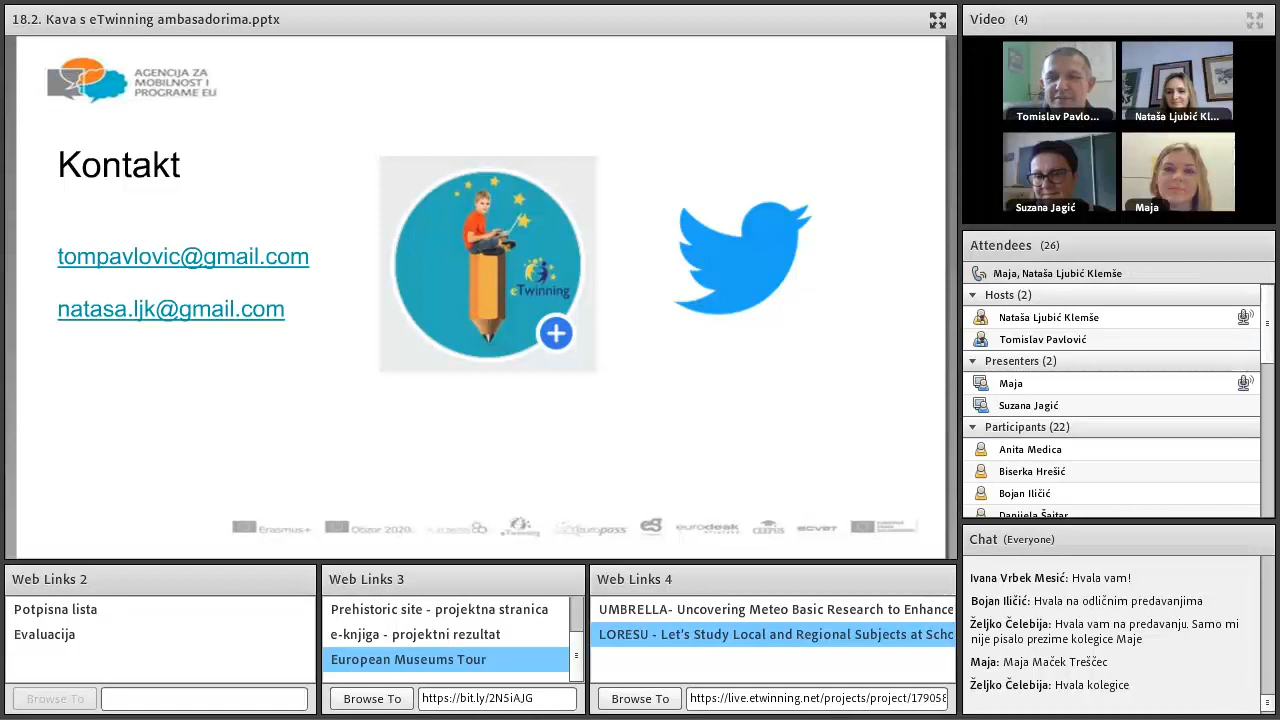 18.2. Kava s eTwinning ambasadorima.pptx
AGENCIJA ZA
MOBILNOST I
PROGRAME EU
Kontakt
tompavlovic@gmail.com
natasa.ljk@gmail.com
eTwinning
Erasmus+
Obzor 2020.
eTwinning
europass
eurodesk
CEEPUS
ECVET
Video (4)
Tomislav Pavlo...
Nataša Ljubić Kl...
Suzana Jagić
Maja
Attendees (26)
Maja, Nataša Ljubić Klemše
Hosts (2)
Nataša Ljubić Klemše
Tomislav Pavlović
Presenters (2)
Maja
Suzana Jagić
Participants (22)
Anita Medica
Biserka Hrešić
Bojan Iličić
Danijela Šajtar
Chat (Everyone)
Ivana Vrbek Mesić: Hvala vam!
Bojan Iličić: Hvala na odličnim predavanjima
Željko Čelebija: Hvala vam na predavanju. Samo mi
nije pisalo prezime kolegice Maje
Maja: Maja Maček Treščec
Željko Čelebija: Hvala kolegice
Web Links 2
Potpisna lista
Evaluacija
Browse To
Web Links 3
Prehistoric site - projektna stranica
e-knjiga - projektni rezultat
European Museums Tour
Browse To https://bit.ly/2N5iAJG
Web Links 4
UMBRELLA- Uncovering Meteo Basic Research to Enhance
LORESU - Let's Study Local and Regional Subjects at Scho
Browse To https://live.etwinning.net/projects/project/179058